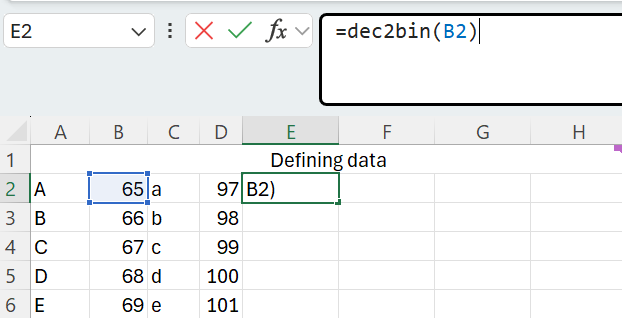 E2 fx =dec2bin(B2)
A B C D E F G H
1 Defining data
2 A 65 a 97 B2)
3 B 66 b 98
4 C 67 c 99
5 D 68 d 100
6 E 69 e 101